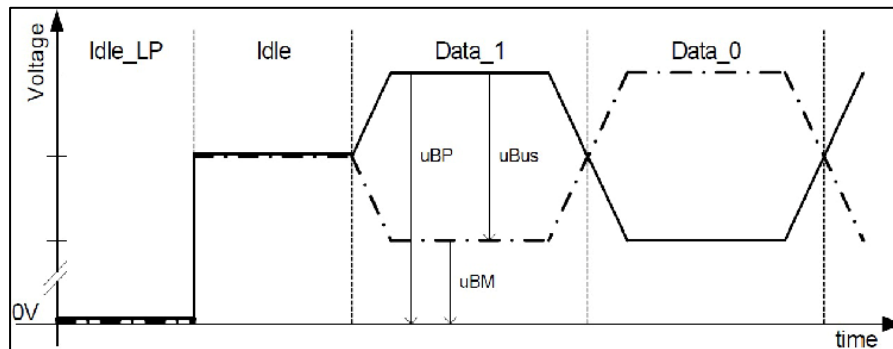 Voltage
Idle_LP
Idle
Data_1
Data_0
uBP
uBus
uBM
0V
time